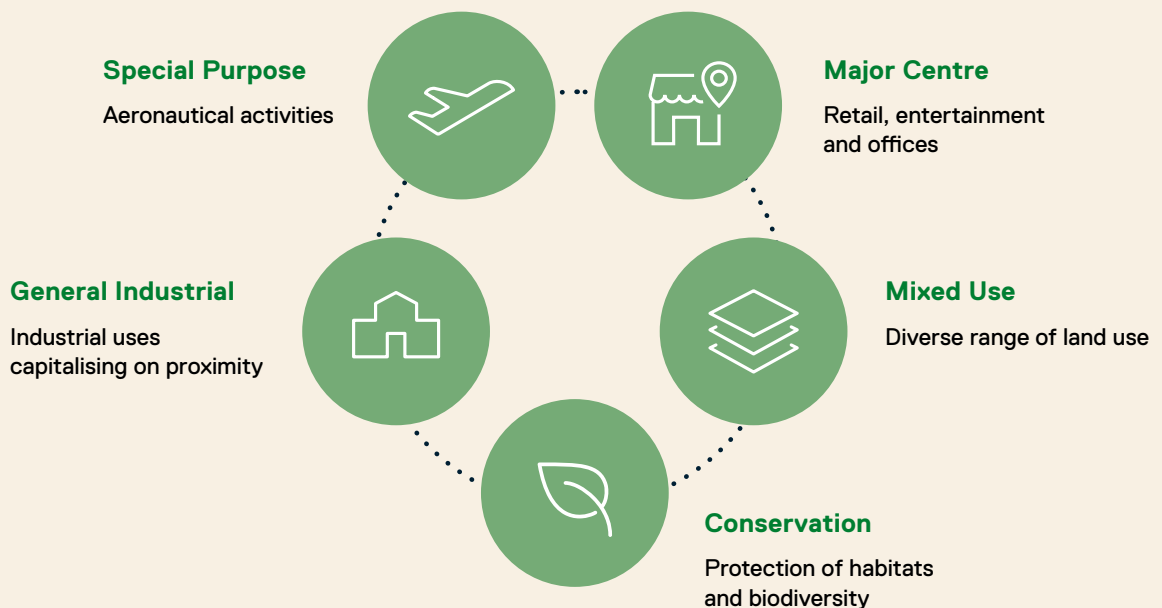 Special Purpose
Aeronautical activities
Major Centre
Retail, entertainment
and offices
General Industrial
Industrial uses
capitalising on proximity
Mixed Use
Diverse range of land use
Conservation
Protection of habitats
and biodiversity